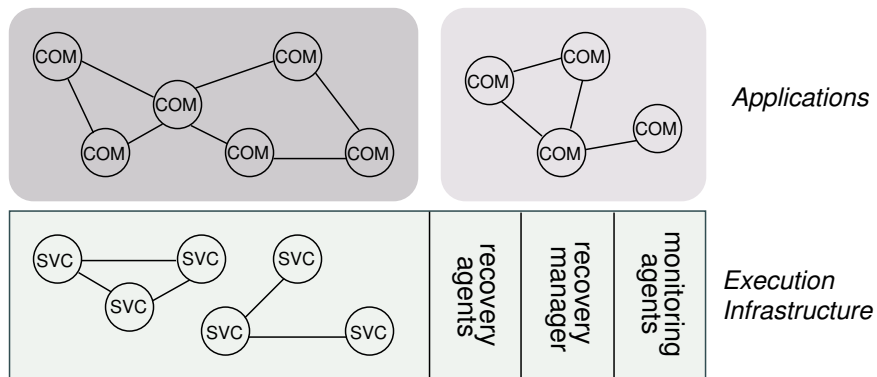 COM
COM
COM
COM
COM
COM
COM
COM
COM
COM
Applications
SVC
SVC
SVC
SVC
SVC
SVC
recovery
agents
recovery
manager
monitoring
agents
Execution
Infrastructure